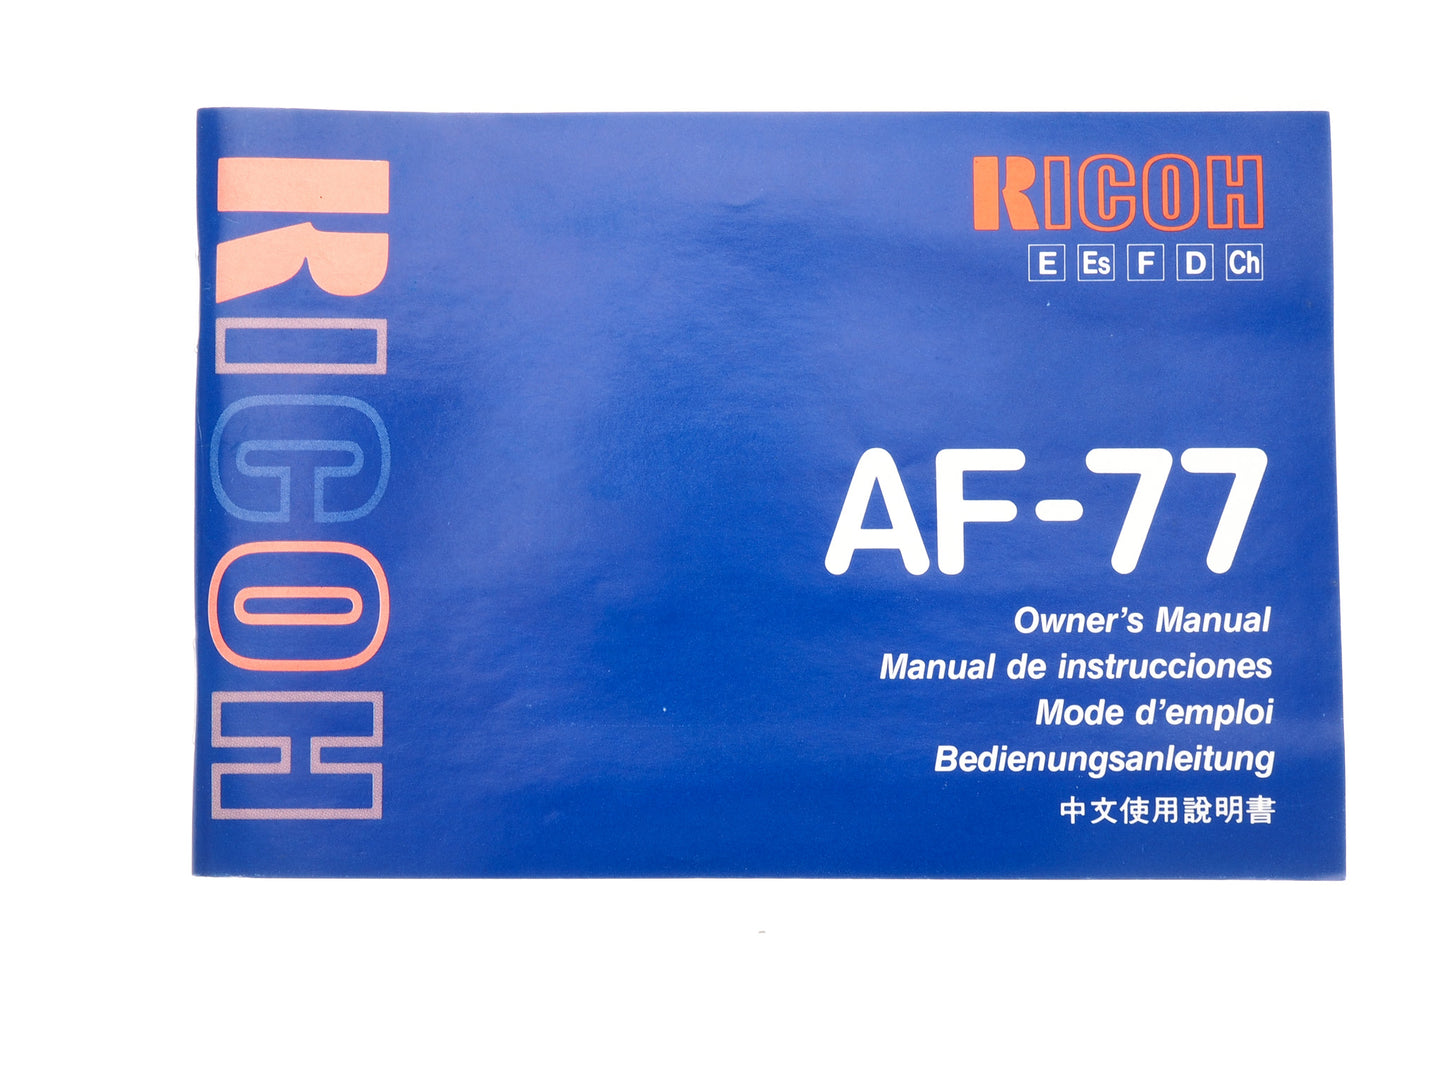 RICOH
RICOH
E Es F D Ch
AF-77
Owner's Manual
Manual de instrucciones
Mode d'emploi
Bedienungsanleitung
中文使用說明書